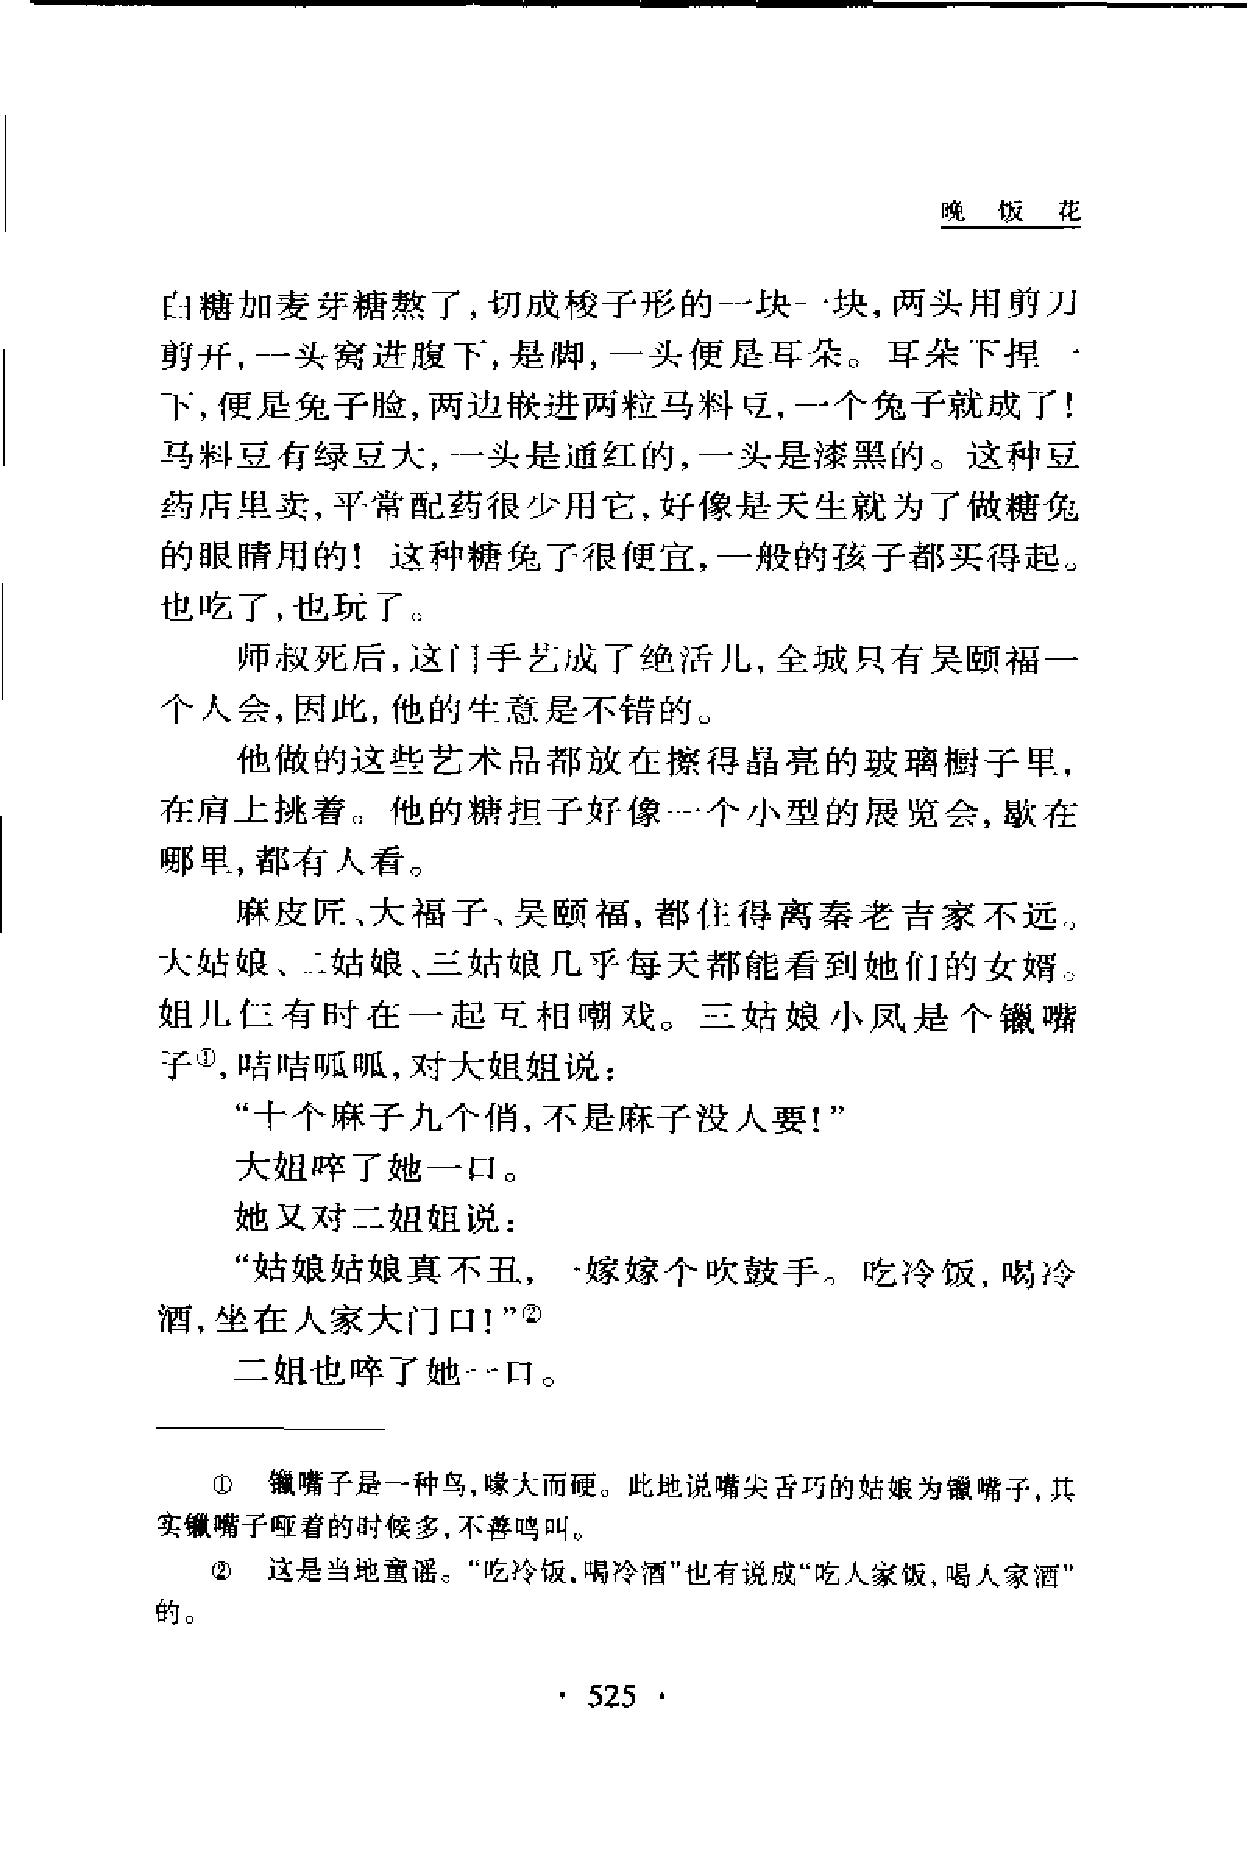 晚饭花
白糖加麦芽糖熬了,切成梭子形的一块一块,两头用剪刀
剪开,一头窝进腹下,是脚,一头便是耳朵。耳朵下捏一
下,便是兔子脸,两边嵌进两粒马料豆,一个兔子就成了!
马料豆有绿豆大,一头是通红的,一头是漆黑的。这种豆
药店里卖,平常配药很少用它,好像是天生就为了做糖兔
的眼睛用的!这种糖兔子很便宜,一般的孩子都买得起。
也吃了,也玩了。
师叔死后,这门手艺成了绝活儿,全城只有吴颐福一
个人会,因此,他的生意是不错的。
他做的这些艺术品都放在擦得晶亮的玻璃橱子里,
在肩上挑着。他的糖担子好像一个小型的展览会,歇在
哪里,都有人看。
麻皮匠、大福子、吴颐福,都住得离秦老吉家不远。
大姑娘、二姑娘、三姑娘几乎每天都能看到她们的女婿。
姐儿仨有时在一起互相嘲戏。三姑娘小凤是个镴嘴
子①,咭咭呱呱,对大姐姐说:
“十个麻子九个俏,不是麻子没人要!”
大姐啐了她一口。
她又对二姐姐说:
“姑娘姑娘真不丑,一嫁嫁个吹鼓手。吃冷饭,喝冷
酒,坐在人家大门口!”②
二姐也啐了她一口。
① 镴嘴子是一种鸟,喙大而硬。此地说嘴尖舌巧的姑娘为镴嘴子,其
实镴嘴子哑着的时候多,不善鸣叫。
② 这是当地童谣。“吃冷饭,喝冷酒”也有说成“吃人家饭,喝人家酒”
的。
· 525 ·